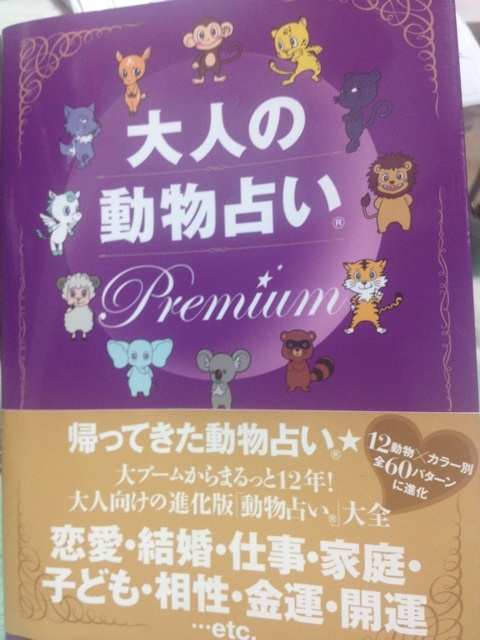 大人の
動物占い®
Premium
帰ってきた動物占い®★
12動物×カラー別
全60パターン
に進化
大ブームからまるっと12年!
大人向けの進化版「動物占い®」大全
恋愛・結婚・仕事・家庭・
子ども・相性・金運・開運
…etc.